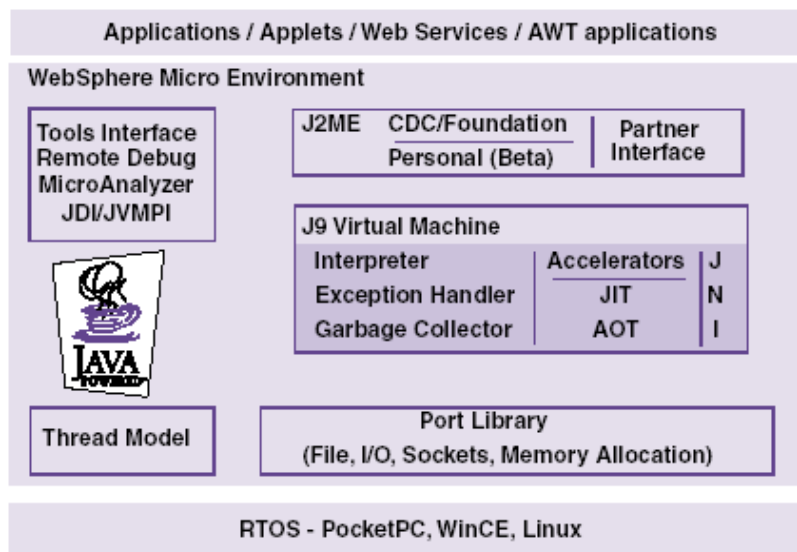 Applications / Applets / Web Services / AWT applications
WebSphere Micro Environment
Tools Interface
Remote Debug
MicroAnalyzer
JDI/JVMPI
J2ME CDC/Foundation
Personal (Beta)
Partner
Interface
J9 Virtual Machine
Interpreter
Exception Handler
Garbage Collector
Accelerators
JIT
AOT
J
N
I
JAVA
POWERED
Thread Model
Port Library
(File, I/O, Sockets, Memory Allocation)
RTOS - PocketPC, WinCE, Linux